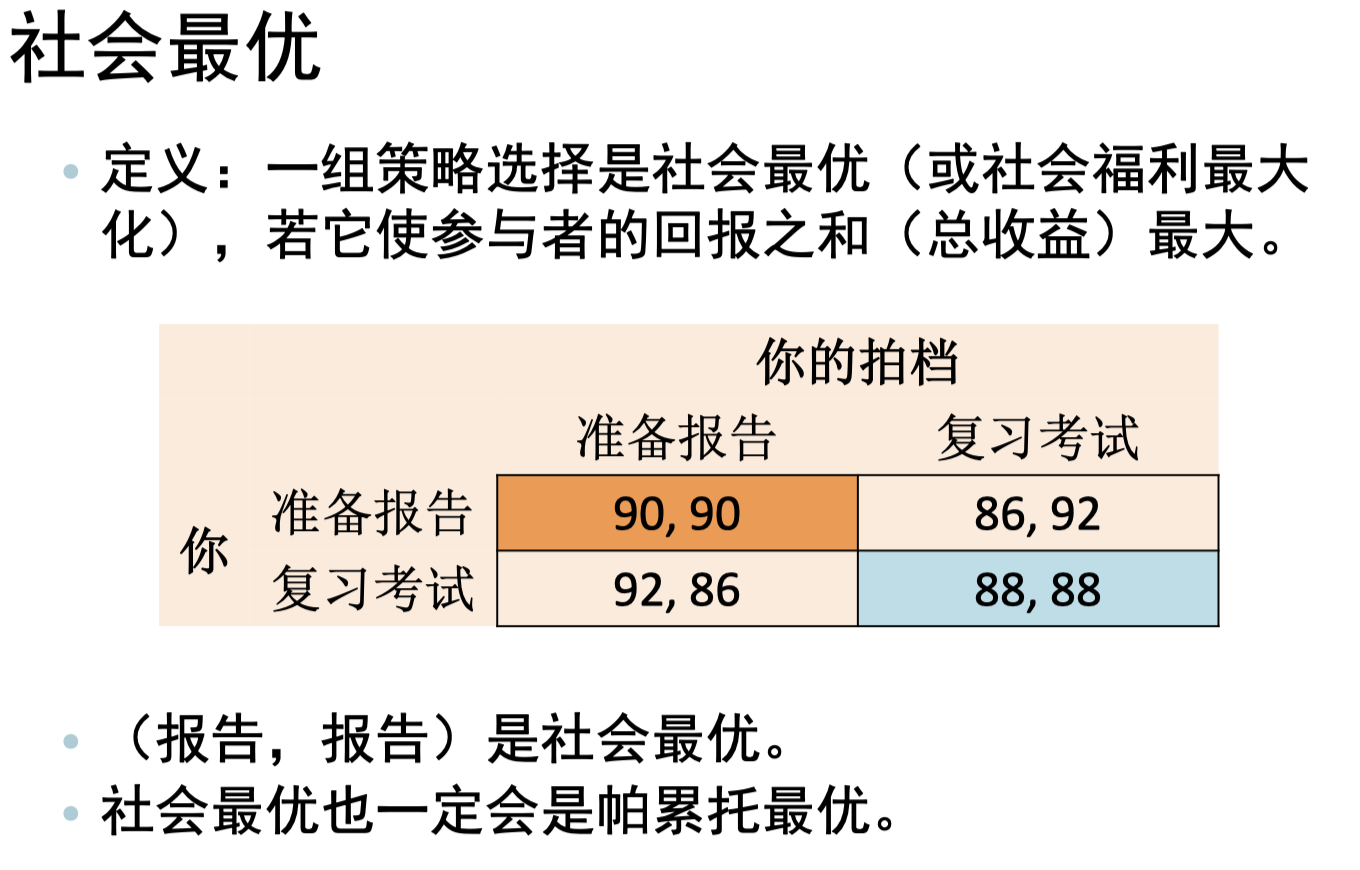 社会最优
• 定义：一组策略选择是社会最优（或社会福利最大
化），若它使参与者的回报之和（总收益）最大。
你的拍档
准备报告 复习考试
你
准备报告 90, 90 86, 92
复习考试 92, 86 88, 88
• （报告，报告）是社会最优。
• 社会最优也一定会是帕累托最优。